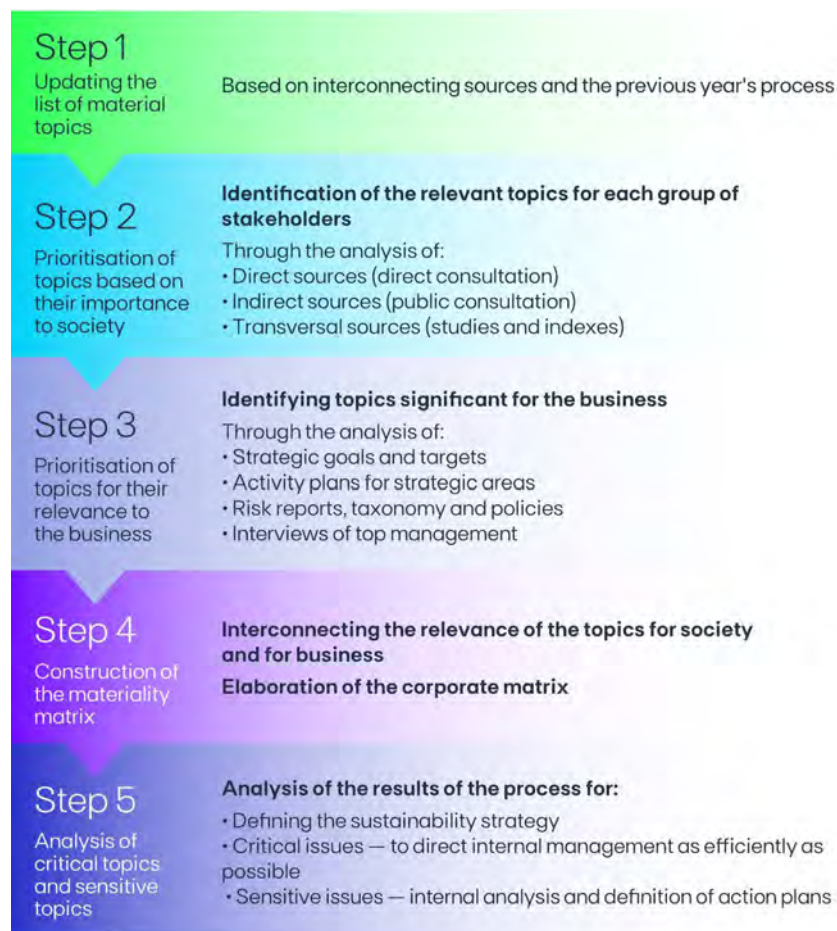 Step 1
Updating the
list of material
topics
Based on interconnecting sources and the previous year's process
Step 2
Prioritisation of
topics based on
their importance
to society
Identification of the relevant topics for each group of
stakeholders
Through the analysis of:
• Direct sources (direct consultation)
• Indirect sources (public consultation)
• Transversal sources (studies and indexes)
Step 3
Prioritisation of
topics for their
relevance to
the business
Identifying topics significant for the business
Through the analysis of:
• Strategic goals and targets
• Activity plans for strategic areas
• Risk reports, taxonomy and policies
• Interviews of top management
Step 4
Construction of
the materiality
matrix
Interconnecting the relevance of the topics for society
and for business
Elaboration of the corporate matrix
Step 5
Analysis of
critical topics
and sensitive
topics
Analysis of the results of the process for:
• Defining the sustainability strategy
• Critical issues — to direct internal management as efficiently as
possible
• Sensitive issues — internal analysis and definition of action plans